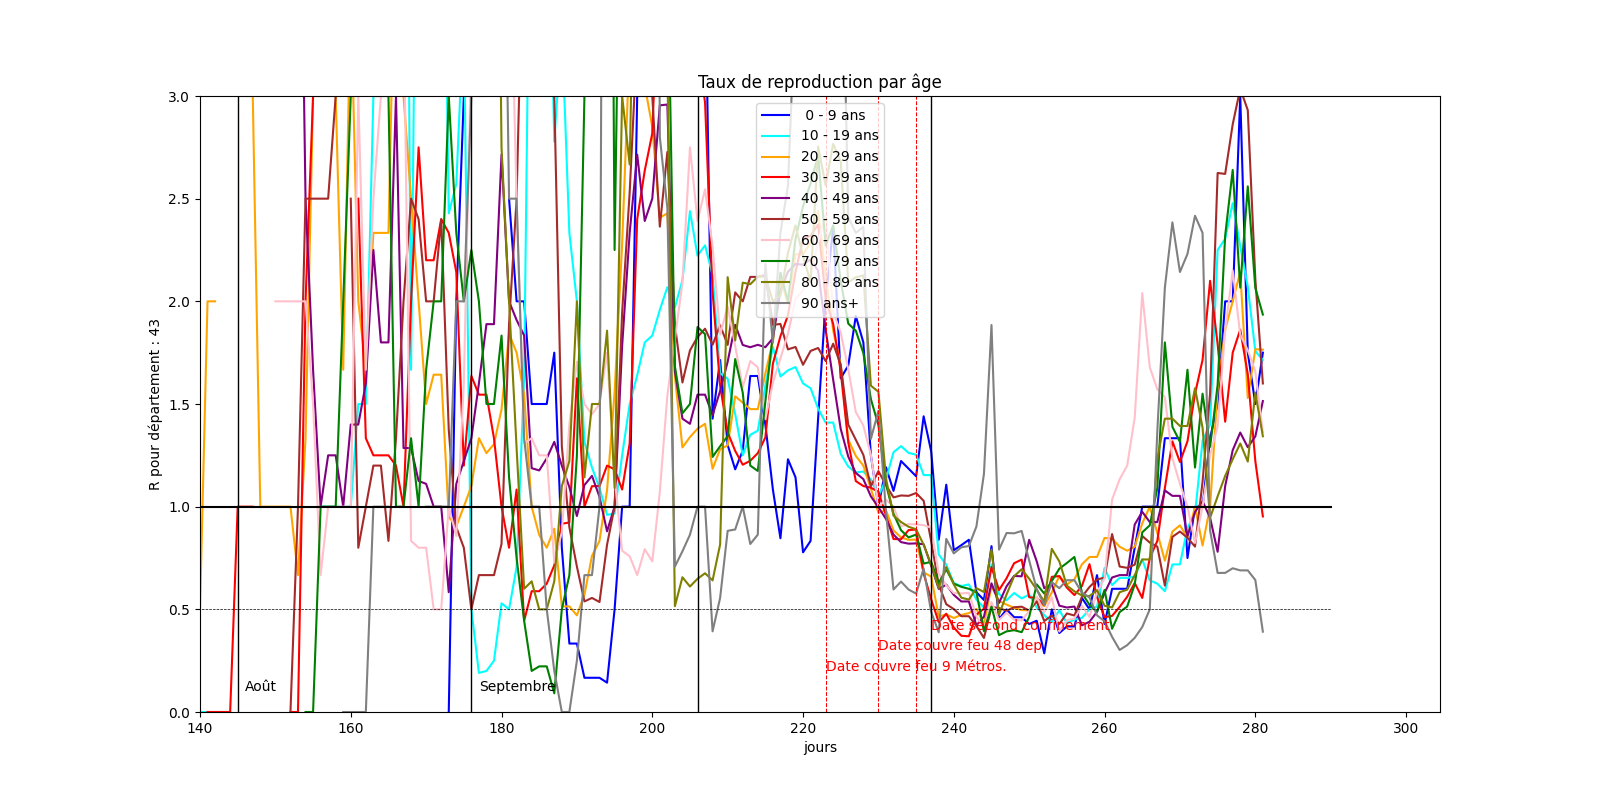 Taux de reproduction par âge
3.0
2.5
2.0
1.5
1.0
0.5
0.0
R pour département : 43
0 - 9 ans
10 - 19 ans
20 - 29 ans
30 - 39 ans
40 - 49 ans
50 - 59 ans
60 - 69 ans
70 - 79 ans
80 - 89 ans
90 ans+
Date second confinement
Date couvre feu 48 dep
Date couvre feu 9 Métros.
Août
Septembre
140
160
180
200
220
240
260
280
300
jours